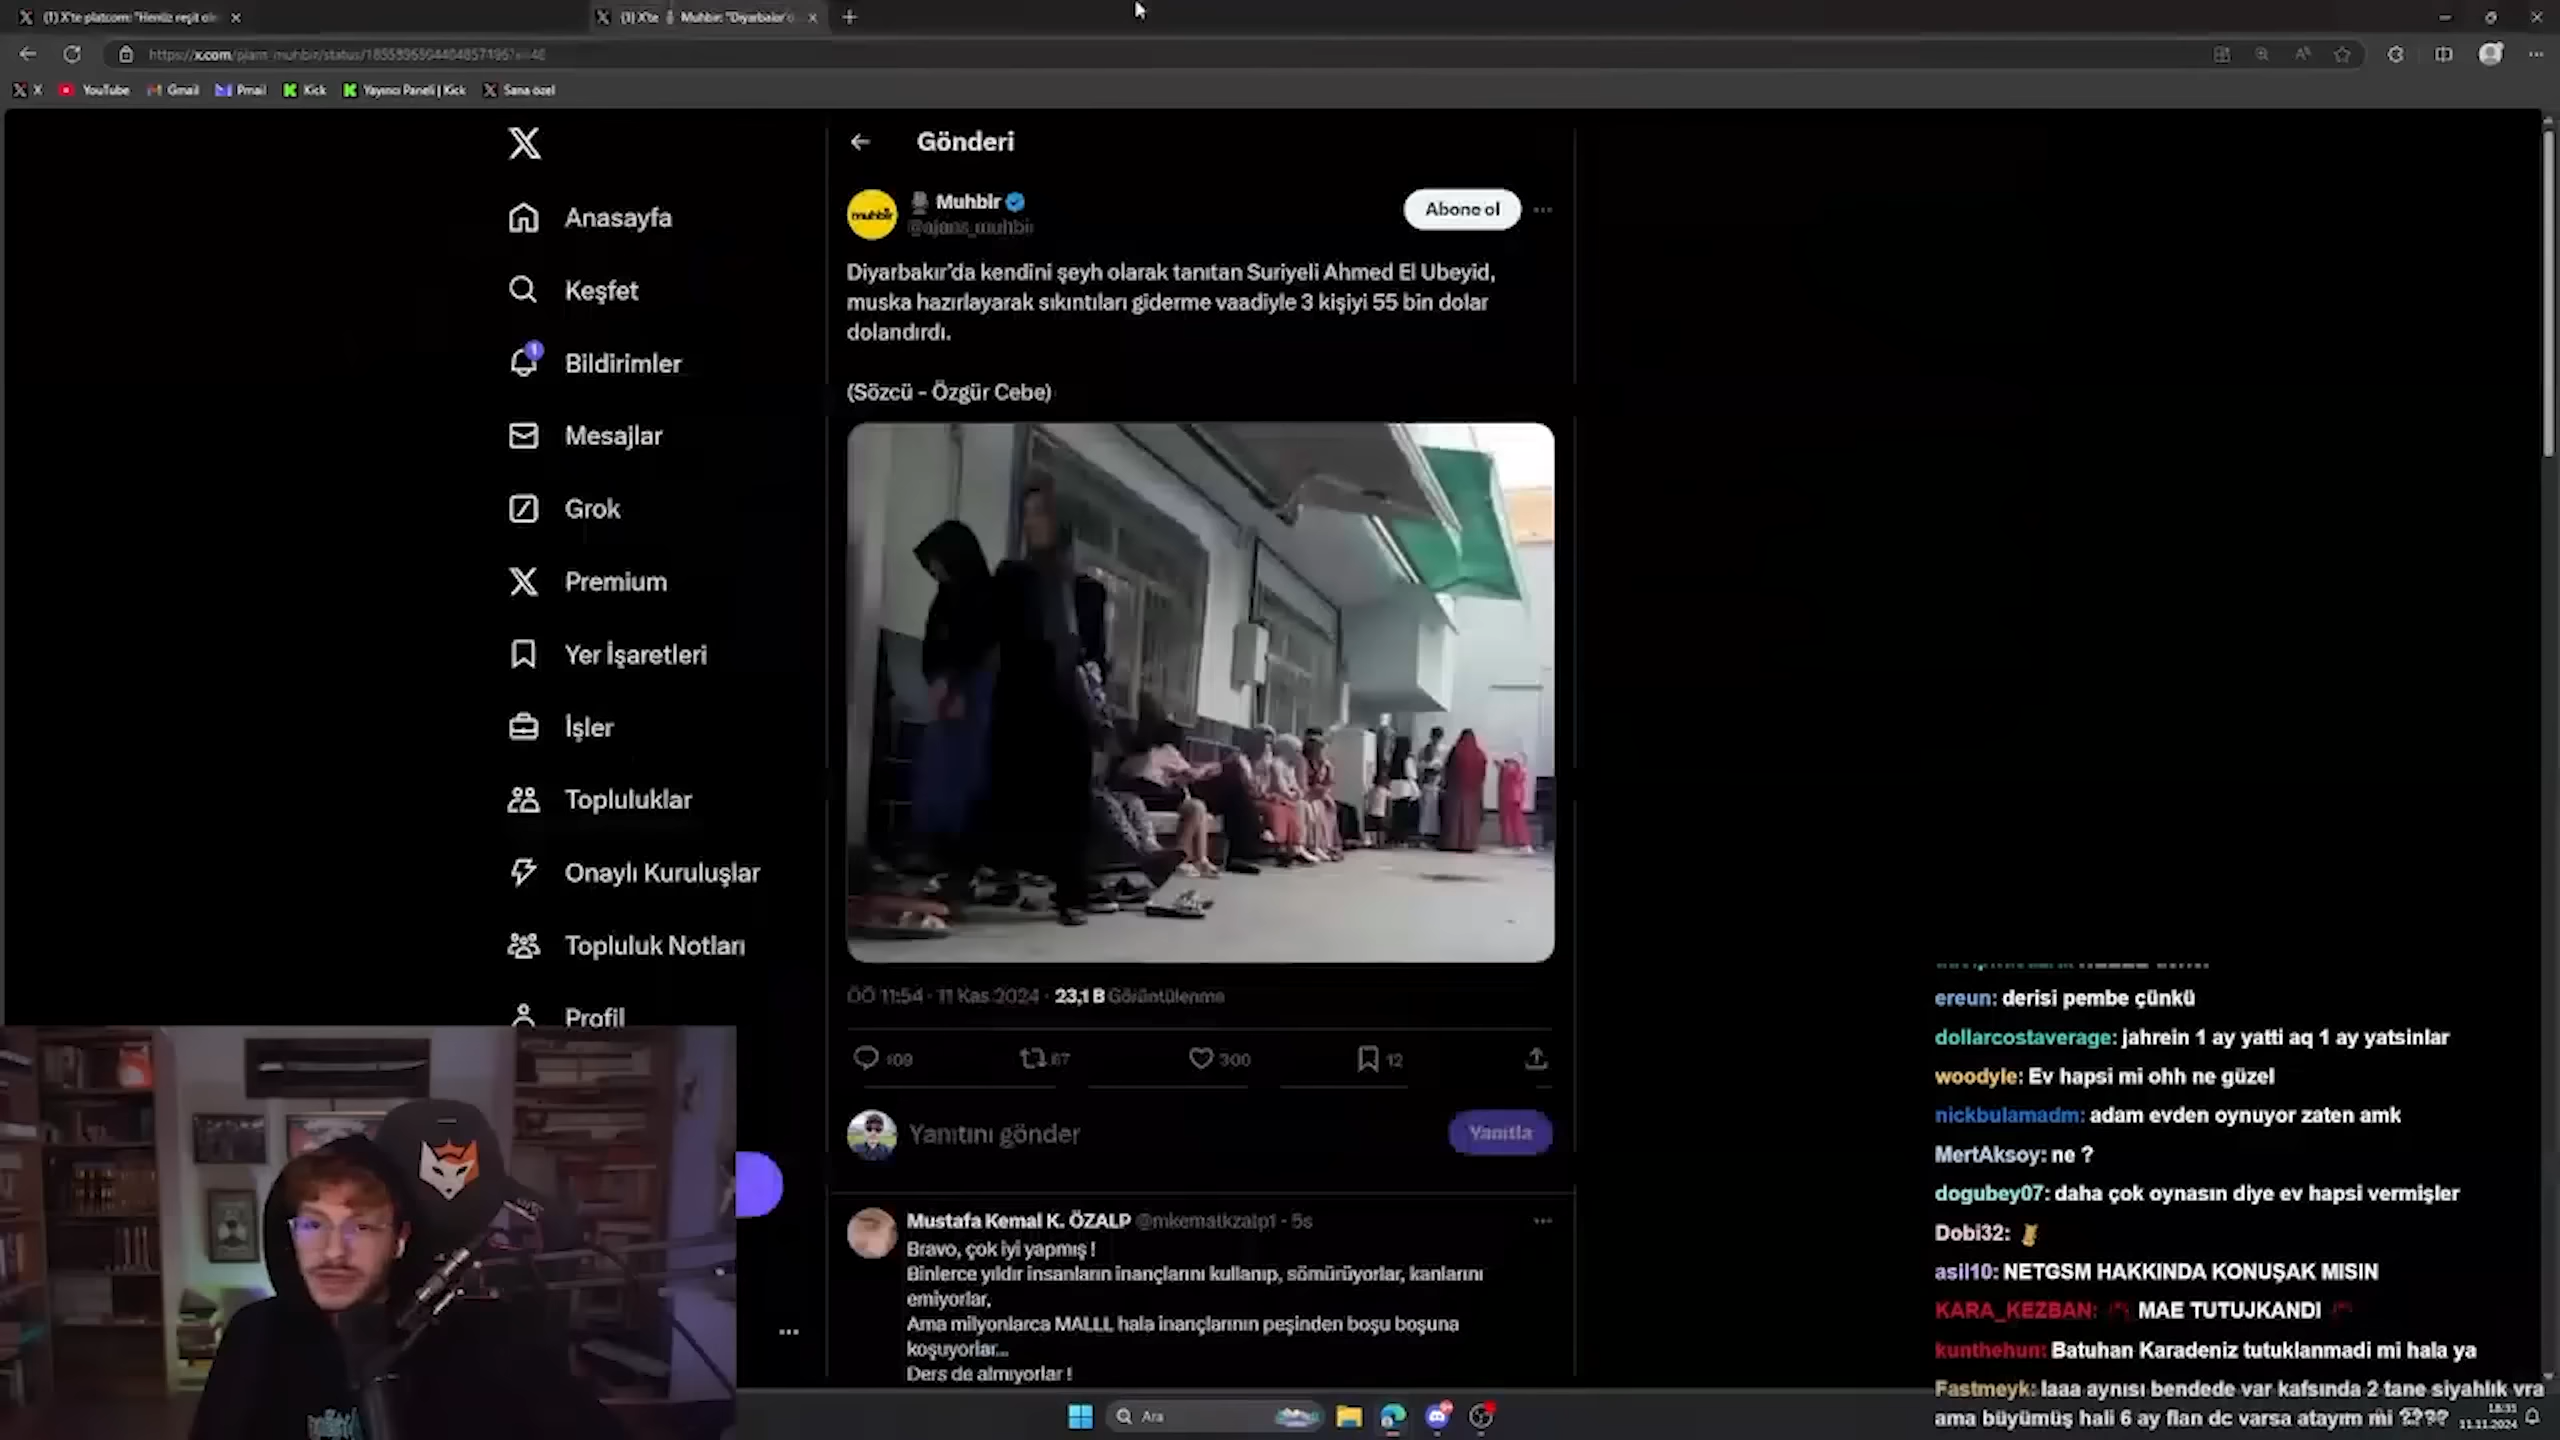 (1) X'te platcom: "Henüz reşit olm
(1) X'te Muhbir: "Diyarbakır'd
X
YouTube
Gmail
Pmail
Kick
Yayıncı Paneli | Kick
Sana özel
Gönderi
Muhbir
@ajans_muhbir
Abone ol
muhbir
Anasayfa
Keşfet
Bildirimler
1
Mesajlar
Grok
Premium
Yer İşaretleri
İşler
Topluluklar
Onaylı Kuruluşlar
Topluluk Notları
Profil
Diyarbakır'da kendini şeyh olarak tanıtan Suriyeli Ahmed El Ubeyid,
muska hazırlayarak sıkıntıları giderme vaadiyle 3 kişiyi 55 bin dolar
dolandırdı.
(Sözcü - Özgür Cebe)
ÖÖ 11:54 · 11 Kas 2024 · 23,1 B Görüntülenme
109
67
300
12
Yanıtını gönder
Yanıtla
Mustafa Kemal K. ÖZALP @mkemalkzalp1 · 5s
Bravo, çok iyi yapmış !
Binlerce yıldır insanların inançlarını kullanıp, sömürüyorlar, kanlarını
emiyorlar,
Ama milyonlarca MALLL hala inançlarının peşinden boşu boşuna
koşuyorlar...
Ders de almıyorlar !
ereun: derisi pembe çünkü
dollarcostaverage: jahrein 1 ay yatti aq 1 ay yatsinlar
woodyle: Ev hapsi mi ohh ne güzel
nickbulamadm: adam evden oynuyor zaten amk
MertAksoy: ne ?
dogubey07: daha çok oynasın diye ev hapsi vermişler
Dobi32:
asil10: NETGSM HAKKINDA KONUŞAK MISIN
KARA_KEZBAN: MAE TUTUJKANDI
kunthehun: Batuhan Karadeniz tutuklanmadi mi hala ya
Fastmeyk: laaa aynısı bendede var kafsında 2 tane siyahlık vra
ama büyümüş hali 6 ay flan dc varsa atayım mi ????
Ara
18:31
11.11.2024